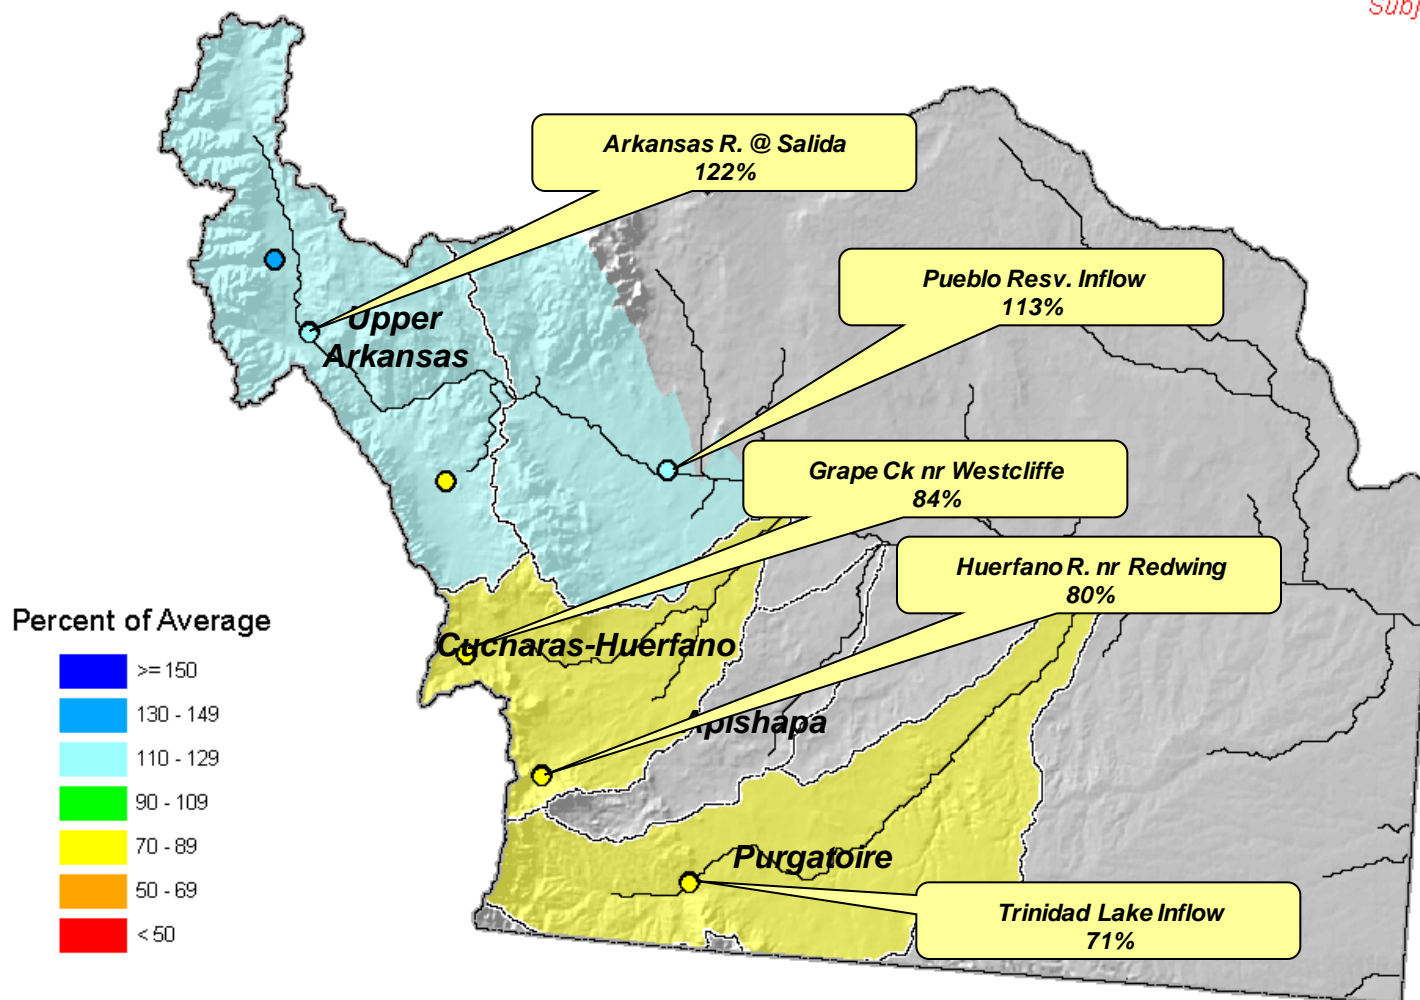 Subj
Arkansas R. @ Salida
122%
Pueblo Resv. Inflow
113%
Upper
Arkansas
Grape Ck nr Westcliffe
84%
Huerfano R. nr Redwing
80%
Cucharas-Huerfano
Apishapa
Purgatoire
Trinidad Lake Inflow
71%
Percent of Average
>= 150
130 - 149
110 - 129
90 - 109
70 - 89
50 - 69
< 50